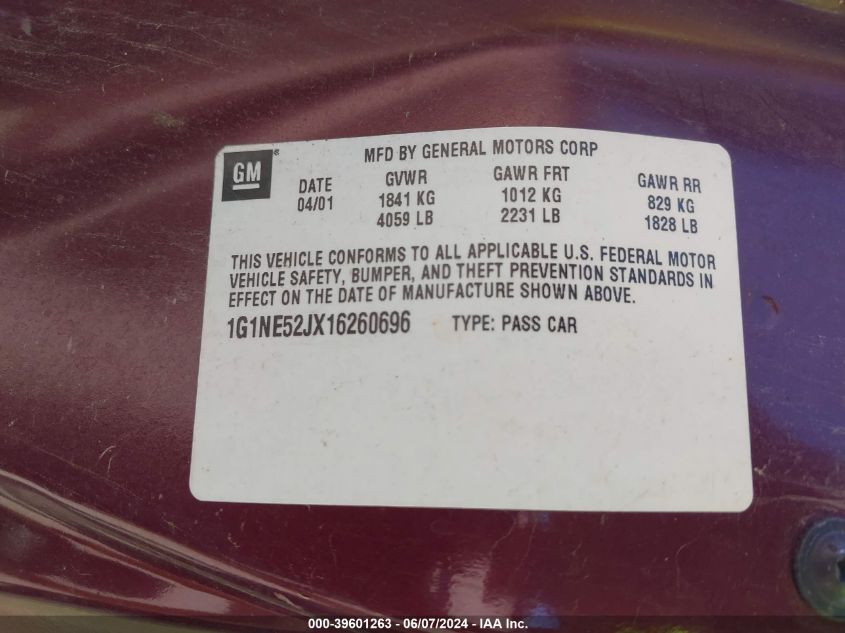 MFD BY GENERAL MOTORS CORP
GM®
DATE GVWR GAWR FRT GAWR RR
04/01 1841 KG 1012 KG 829 KG
4059 LB 2231 LB 1828 LB
THIS VEHICLE CONFORMS TO ALL APPLICABLE U.S. FEDERAL MOTOR
VEHICLE SAFETY, BUMPER, AND THEFT PREVENTION STANDARDS IN
EFFECT ON THE DATE OF MANUFACTURE SHOWN ABOVE.
1G1NE52JX16260696 TYPE: PASS CAR
000-39601263 - 06/07/2024 - IAA Inc.